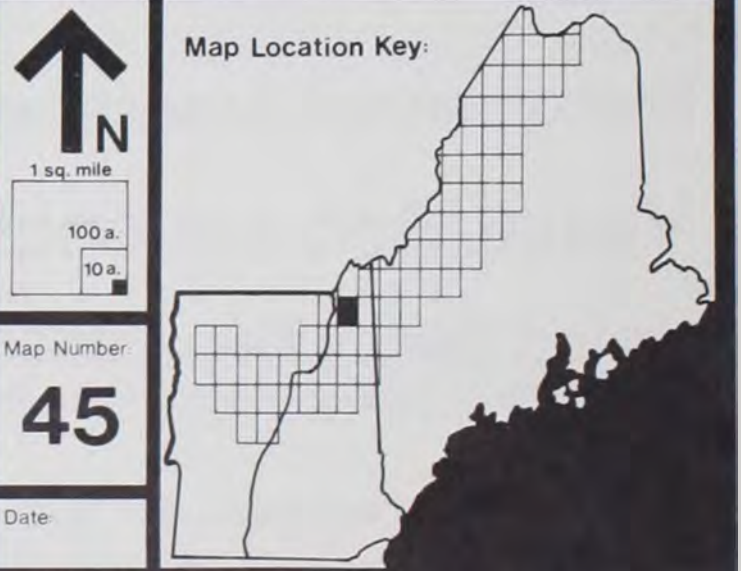 Map Location Key:
N
1 sq. mile
100 a.
10 a.
Map Number:
45
Date: